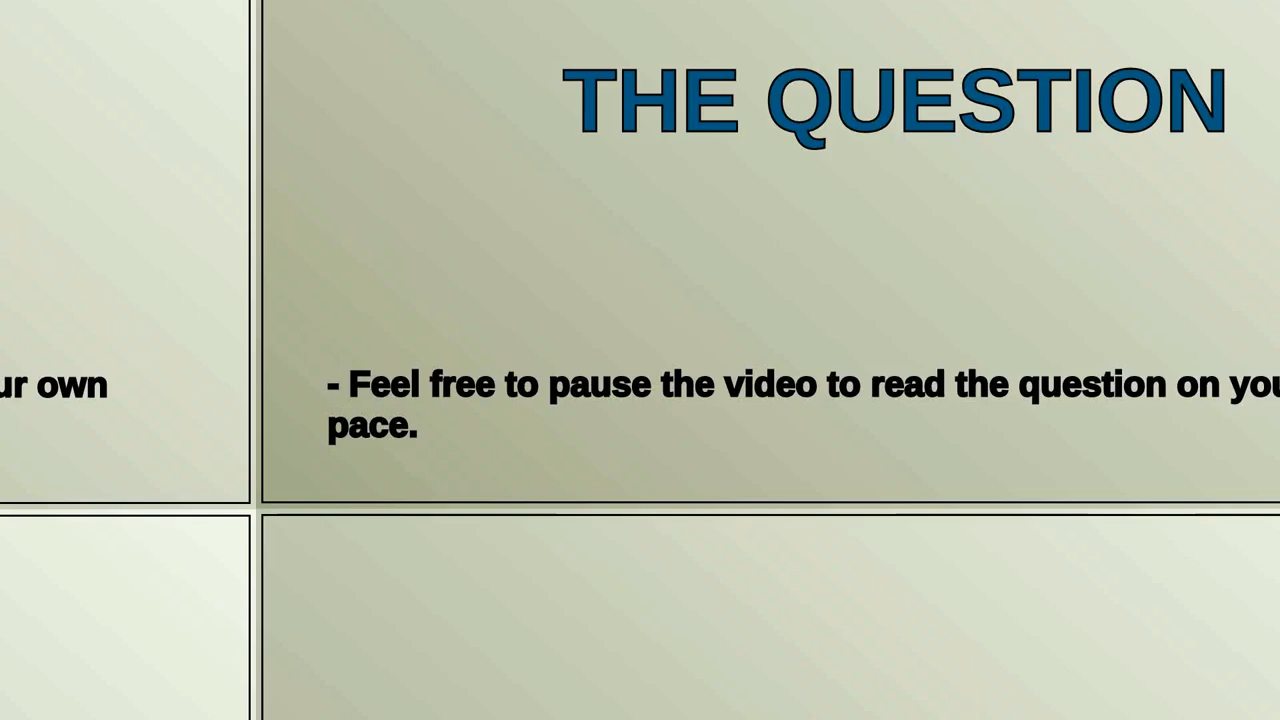 THE QUESTION
ur own
- Feel free to pause the video to read the question on you
pace.